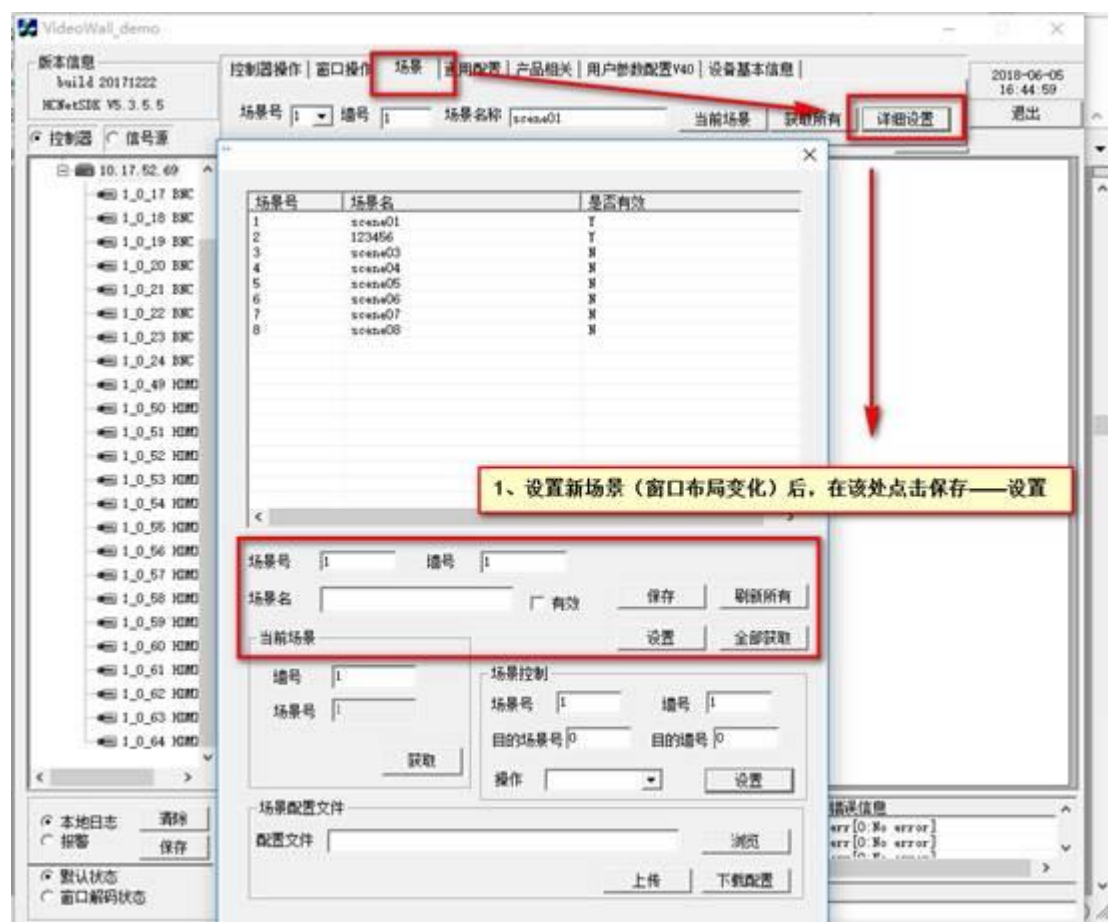 VideoWall_demo
版本信息
build 20171222
HCNetSDK V5.3.5.5
控制器操作 窗口操作 场景 通用配置 产品相关 用户参数配置V40 设备基本信息
2018-06-05
16:44:59
场景号 1 墙号 1 场景名称 scene01 当前场景 获取所有 详细设置 退出
控制器 信号源
10.17.52.69
1_0_17 BNC
1_0_18 BNC
1_0_19 BNC
1_0_20 BNC
1_0_21 BNC
1_0_22 BNC
1_0_23 BNC
1_0_24 BNC
1_0_49 HDMI
1_0_50 HDMI
1_0_51 HDMI
1_0_52 HDMI
1_0_53 HDMI
1_0_54 HDMI
1_0_55 HDMI
1_0_56 HDMI
1_0_57 HDMI
1_0_58 HDMI
1_0_59 HDMI
1_0_60 HDMI
1_0_61 HDMI
1_0_62 HDMI
1_0_63 HDMI
1_0_64 HDMI
场景号 场景名 是否有效
1 scene01 Y
2 123456 Y
3 scene03 N
4 scene04 N
5 scene05 N
6 scene06 N
7 scene07 N
8 scene08 N
1、设置新场景（窗口布局变化）后，在该处点击保存——设置
场景号 1 墙号 1
场景名 有效 保存 刷新所有
设置 全部获取
当前场景
墙号 1
场景号 1
获取
场景控制
场景号 1 墙号 1
目的场景号 0 目的墙号 0
操作 设置
场景配置文件
配置文件 浏览
上传 下载配置
本地日志 清除
报警 保存
默认状态
窗口解码状态
错误信息
err[0:No error]
err[0:No error]